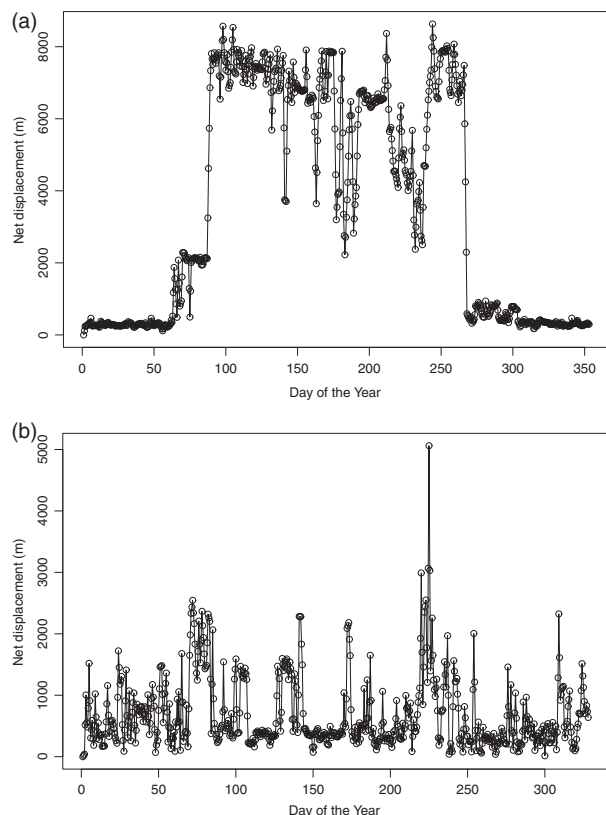 (a)
8000
6000
4000
2000
0
Net displacement (m)
0 50 100 150 200 250 300 350
Day of the Year
(b)
5000
4000
3000
2000
1000
0
Net displacement (m)
0 50 100 150 200 250 300
Day of the Year